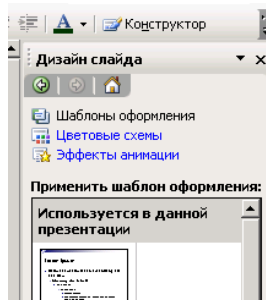 A
Конструктор
Дизайн слайда
Шаблоны оформления
Цветовые схемы
Эффекты анимации
Применить шаблон оформления:
Используется в данной
презентации